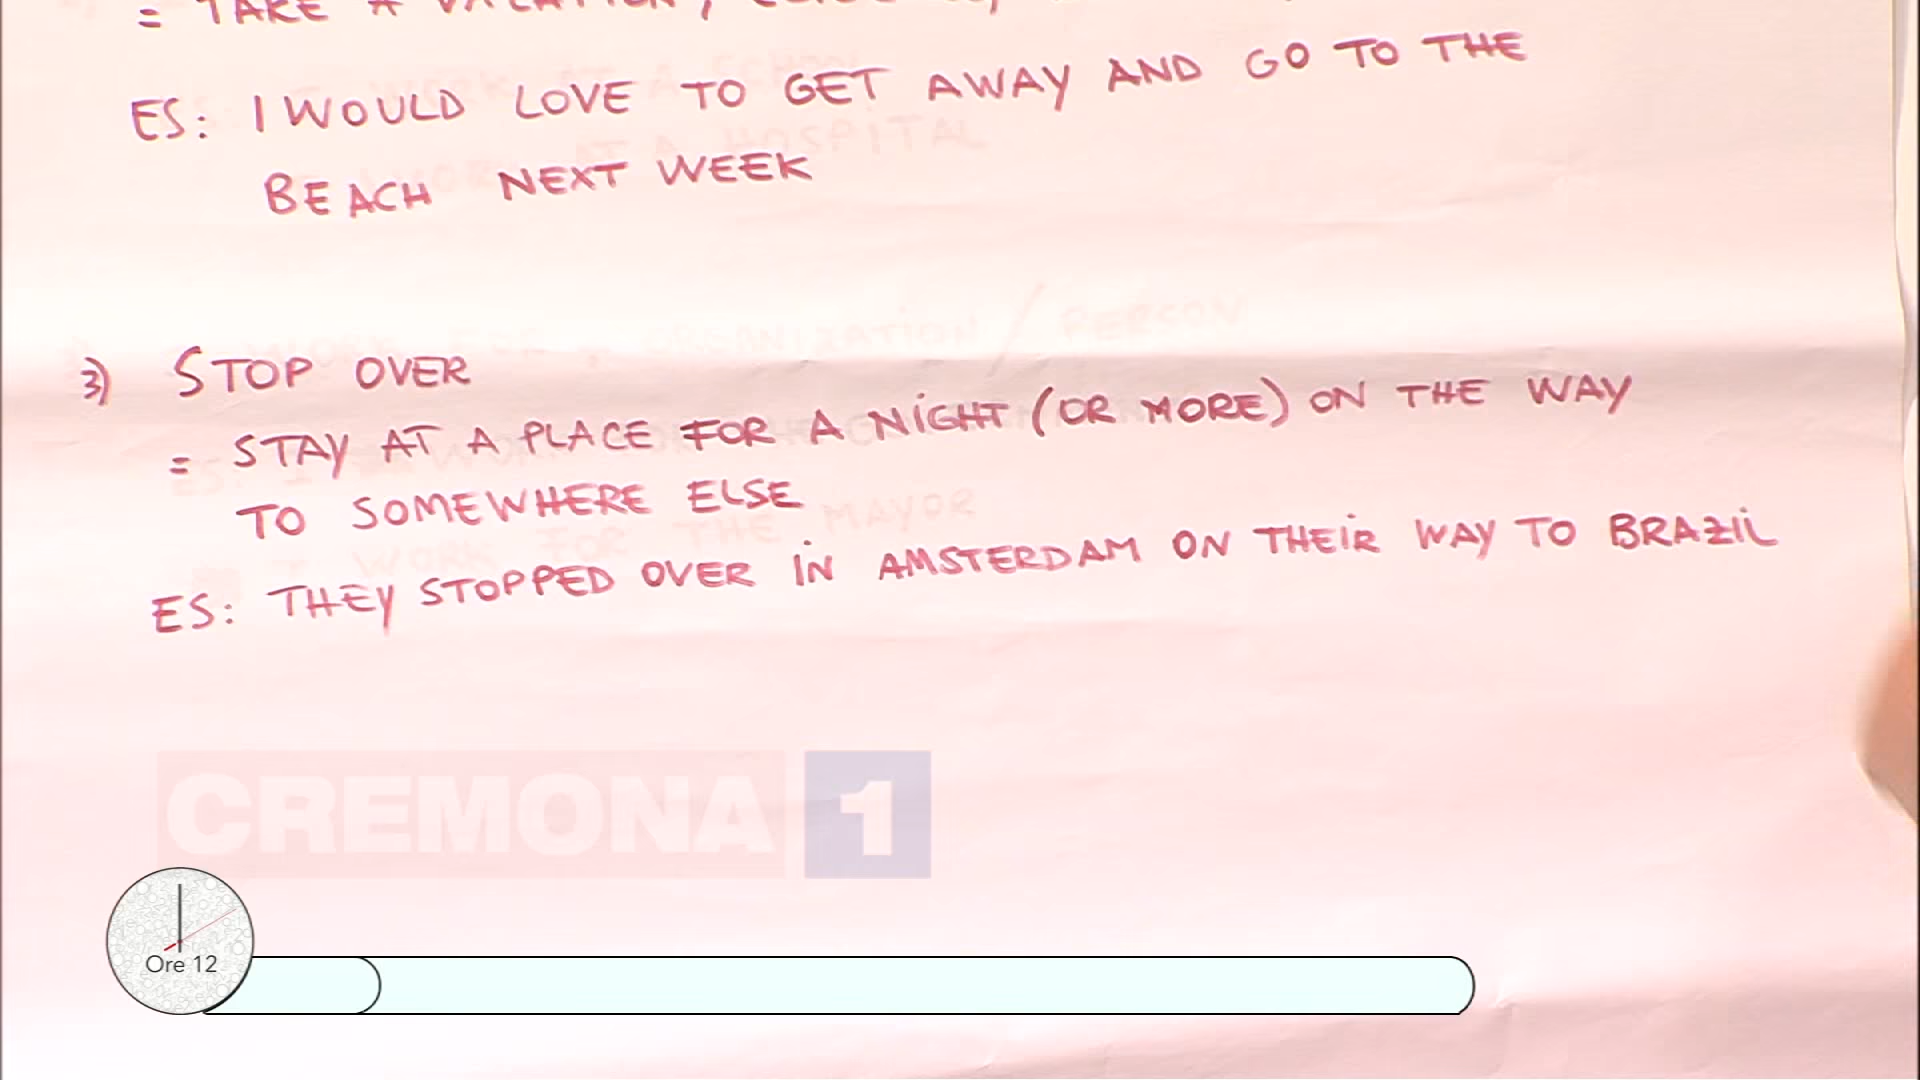 = TAKE A VACATION,
ES: I WOULD LOVE TO GET AWAY AND GO TO THE
BEACH NEXT WEEK
3) STOP OVER
= STAY AT A PLACE FOR A NIGHT (OR MORE) ON THE WAY
TO SOMEWHERE ELSE
ES: THEY STOPPED OVER IN AMSTERDAM ON THEIR WAY TO BRAZIL
CREMONA 1
Ore 12